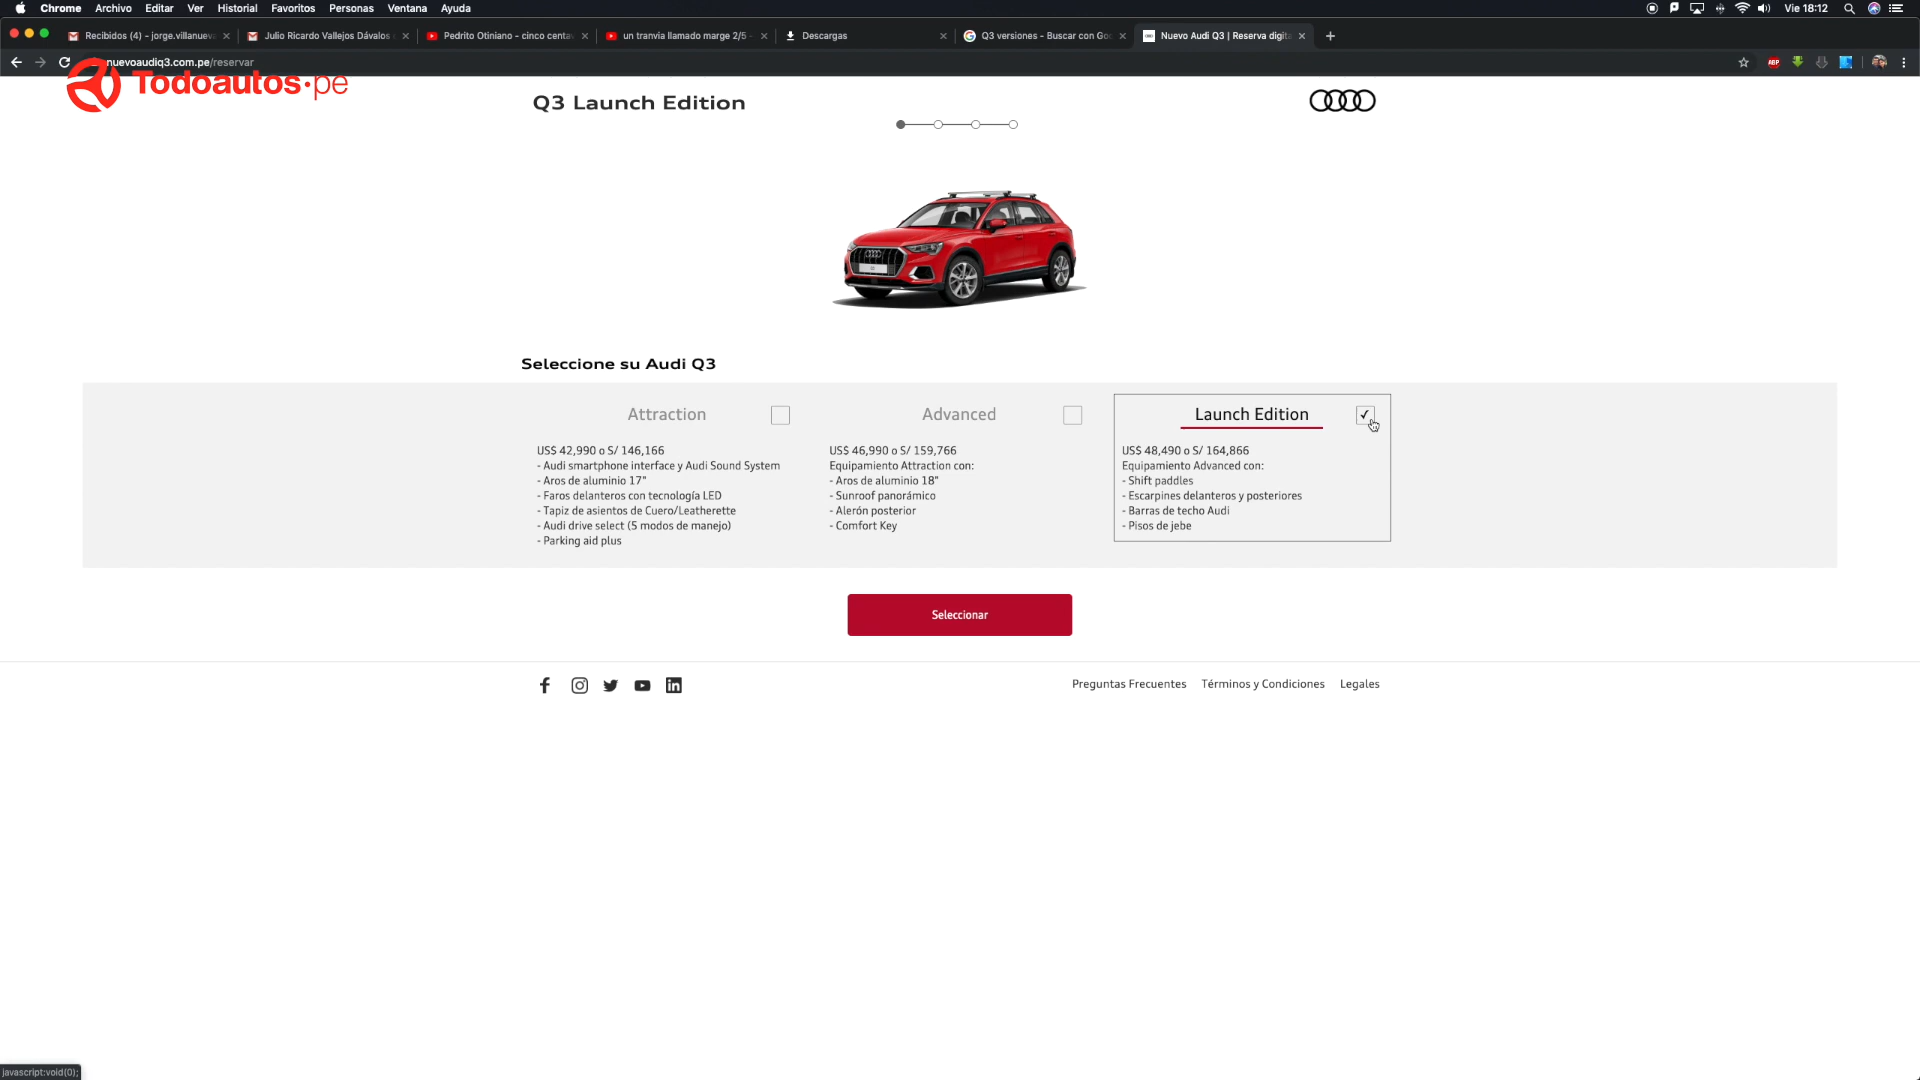 Chrome Archivo Editar Ver Historial Favoritos Personas Ventana Ayuda Vie 18:12
Recibidos (4) - jorge.villanueva
Julio Ricardo Vallejos Dávalos
Pedrito Otiniano - cinco centav
un tranvia llamado marge 2/5 -
Descargas
Q3 versiones - Buscar con Goo
Nuevo Audi Q3 | Reserva digita
nuevoaudiq3.com.pe/reservar
ABP
Todoautos.pe
Q3 Launch Edition
Seleccione su Audi Q3
Attraction
US$ 42,990 o S/ 146,166
- Audi smartphone interface y Audi Sound System
- Aros de aluminio 17"
- Faros delanteros con tecnología LED
- Tapiz de asientos de Cuero/Leatherette
- Audi drive select (5 modos de manejo)
- Parking aid plus
Advanced
US$ 46,990 o S/ 159,766
Equipamiento Attraction con:
- Aros de aluminio 18"
- Sunroof panorámico
- Alerón posterior
- Comfort Key
Launch Edition
US$ 48,490 o S/ 164,866
Equipamiento Advanced con:
- Shift paddles
- Escarpines delanteros y posteriores
- Barras de techo Audi
- Pisos de jebe
Seleccionar
Preguntas Frecuentes Términos y Condiciones Legales
javascript:void(0);